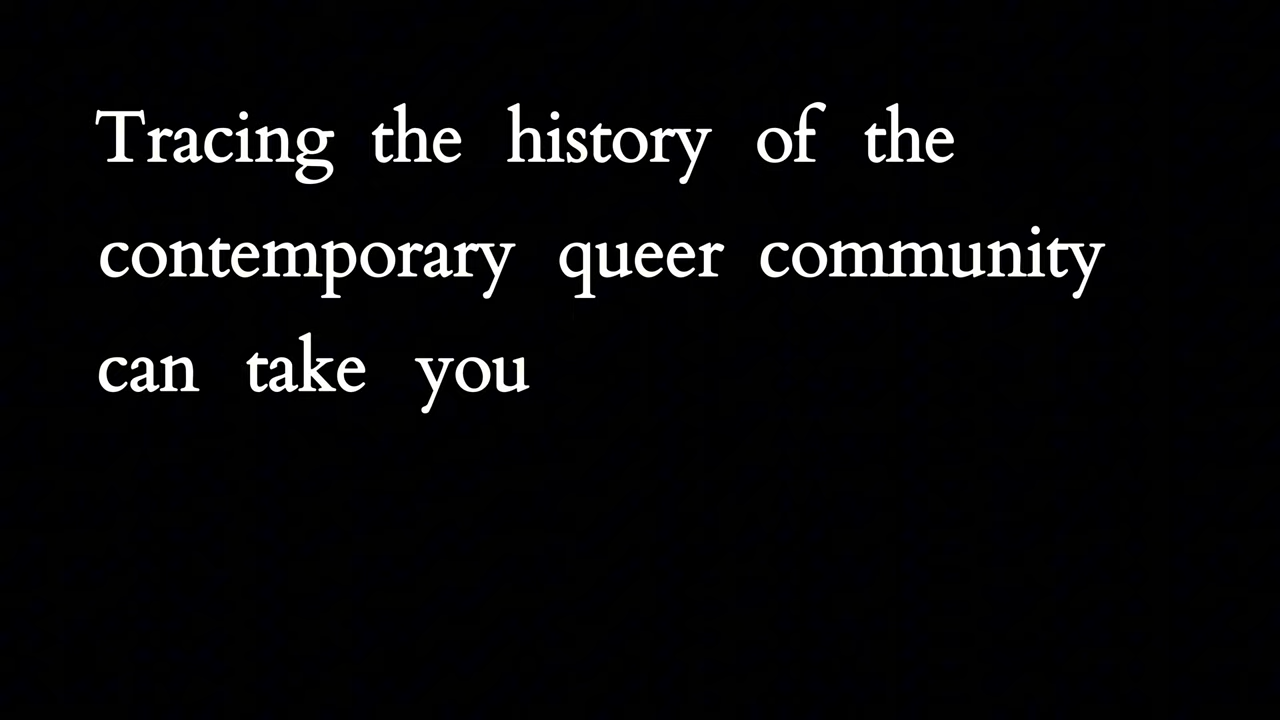 Tracing the history of the
contemporary queer community
can take you